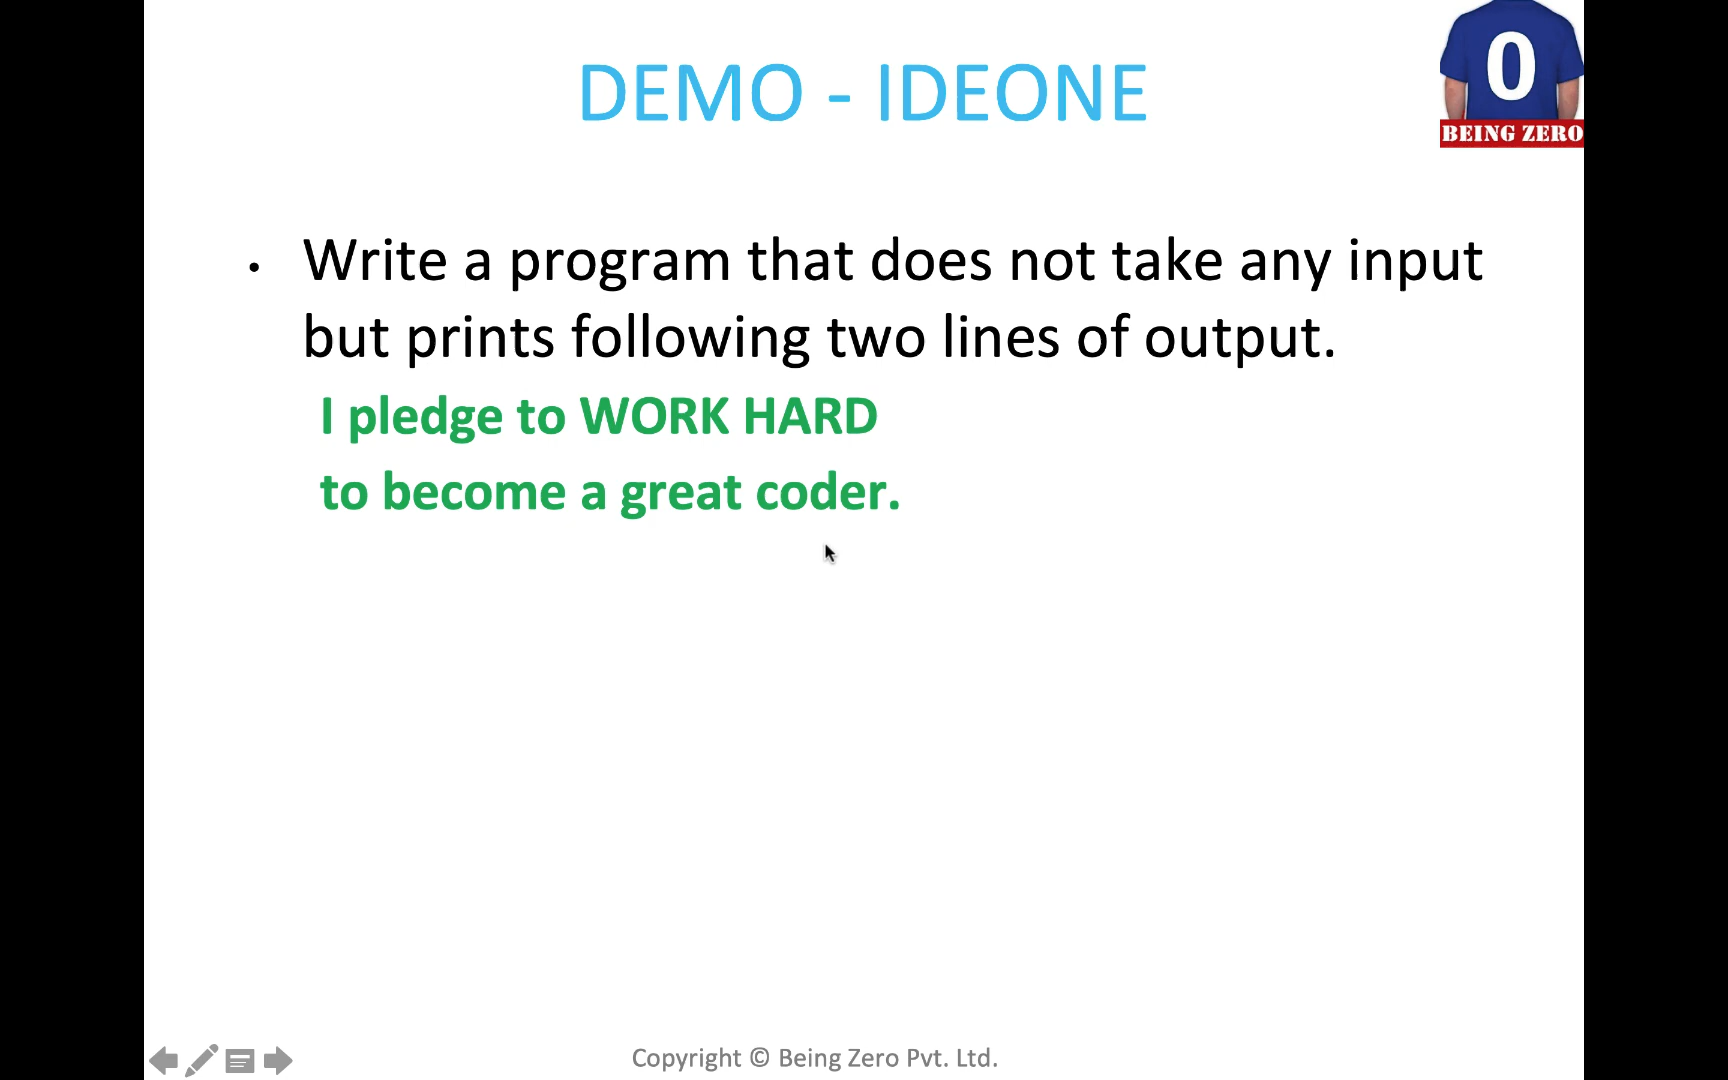 DEMO - IDEONE
0
BEING ZERO
• Write a program that does not take any input
but prints following two lines of output.
I pledge to WORK HARD
to become a great coder.
Copyright © Being Zero Pvt. Ltd.